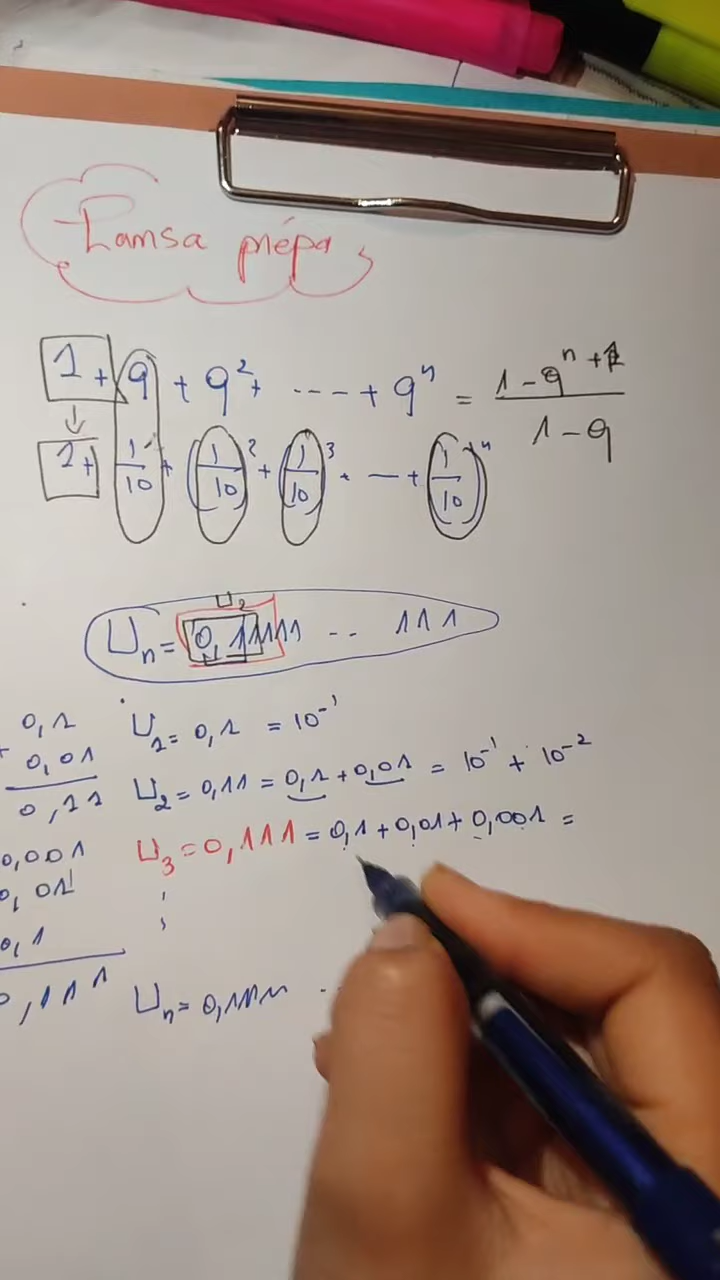 Ramsa prépa
1 + q + q² + ---- + qⁿ = (1 - qⁿ⁺¹)/(1 - q)
1 + 1/10 + (1/10)² + (1/10)³ + — + (1/10)ⁿ
U₂
Uₙ = 0,11111 -- 111
0,1
+ 0,01
0,11
U₁ = 0,1 = 10⁻¹
U₂ = 0,11 = 0,1 + 0,01 = 10⁻¹ + 10⁻²
U₃ = 0,111 = 0,1 + 0,01 + 0,001 =
0,001
0,01
0,1
0,111
Uₙ = 0,111